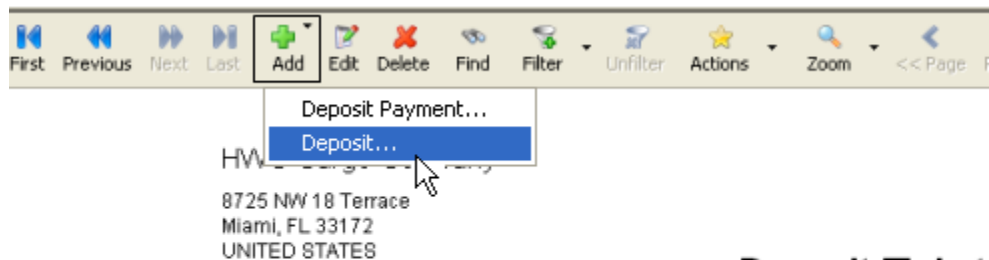 First Previous Next Last Add Edit Delete Find Filter Unfilter Actions Zoom << Page
Deposit Payment...
Deposit...
8725 NW 18 Terrace
Miami, FL 33172
UNITED STATES